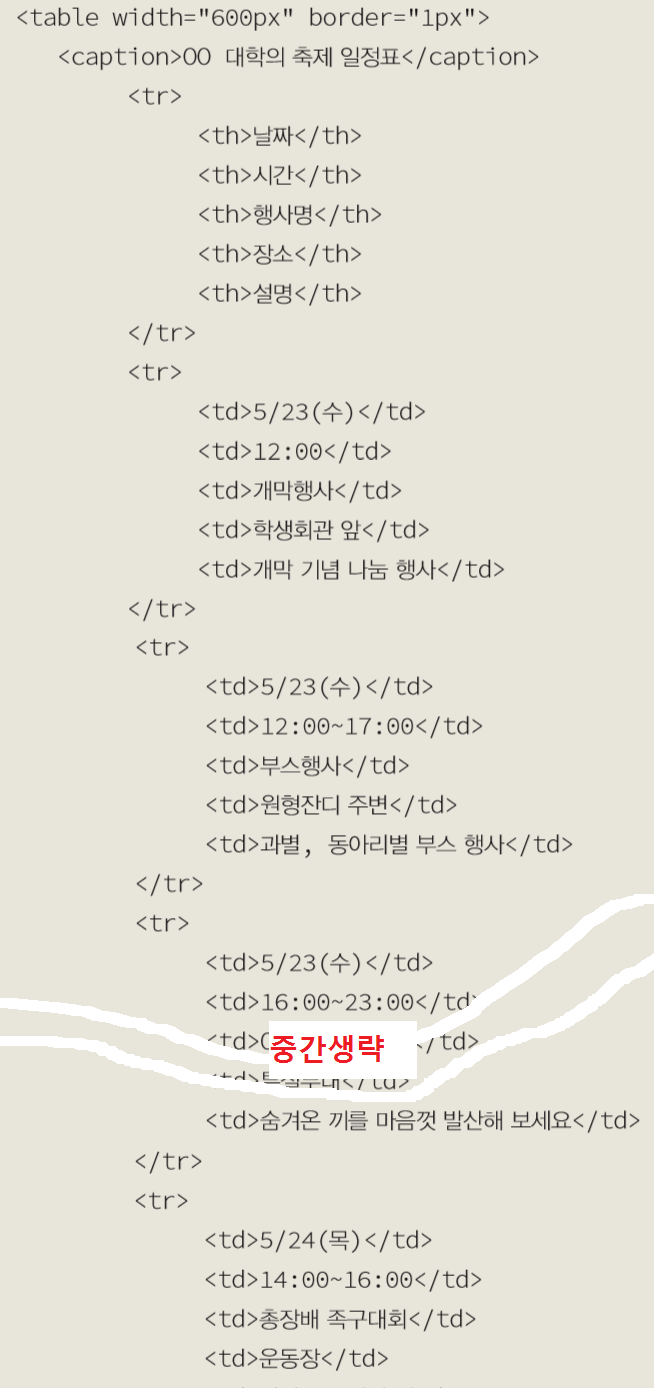 <table width="600px" border="1px">
<caption>OO 대학의 축제 일정표</caption>
<tr>
<th>날짜</th>
<th>시간</th>
<th>행사명</th>
<th>장소</th>
<th>설명</th>
</tr>
<tr>
<td>5/23(수)</td>
<td>12:00</td>
<td>개막행사</td>
<td>학생회관 앞</td>
<td>개막 기념 나눔 행사</td>
</tr>
<tr>
<td>5/23(수)</td>
<td>12:00~17:00</td>
<td>부스행사</td>
<td>원형잔디 주변</td>
<td>과별, 동아리별 부스 행사</td>
</tr>
<tr>
<td>5/23(수)</td>
<td>16:00~23:00</td>
<td> 중간생략 </td>
<td></td>
<td>숨겨온 끼를 마음껏 발산해 보세요</td>
</tr>
<tr>
<td>5/24(목)</td>
<td>14:00~16:00</td>
<td>총장배 족구대회</td>
<td>운동장</td>